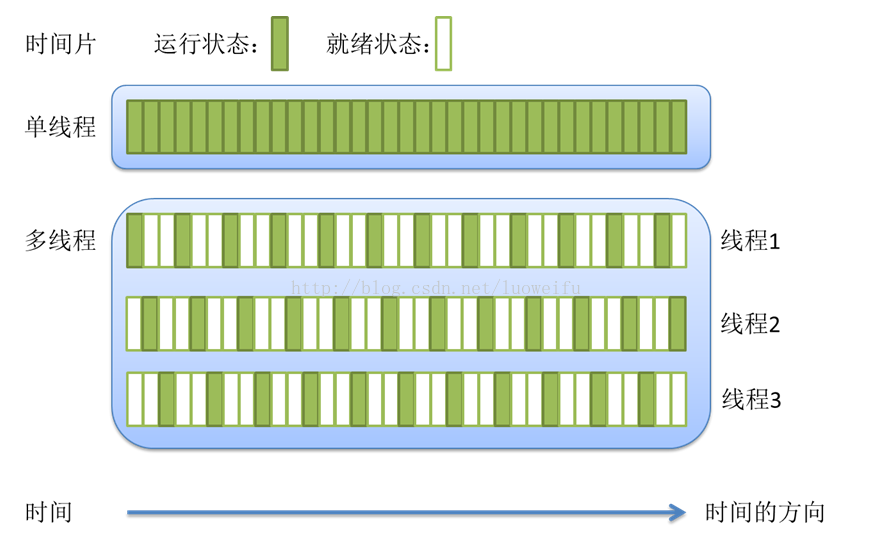 时间片 运行状态： 就绪状态：
单线程
多线程 线程1
http://blog.csdn.net/luoweifu
线程2
线程3
时间 时间的方向